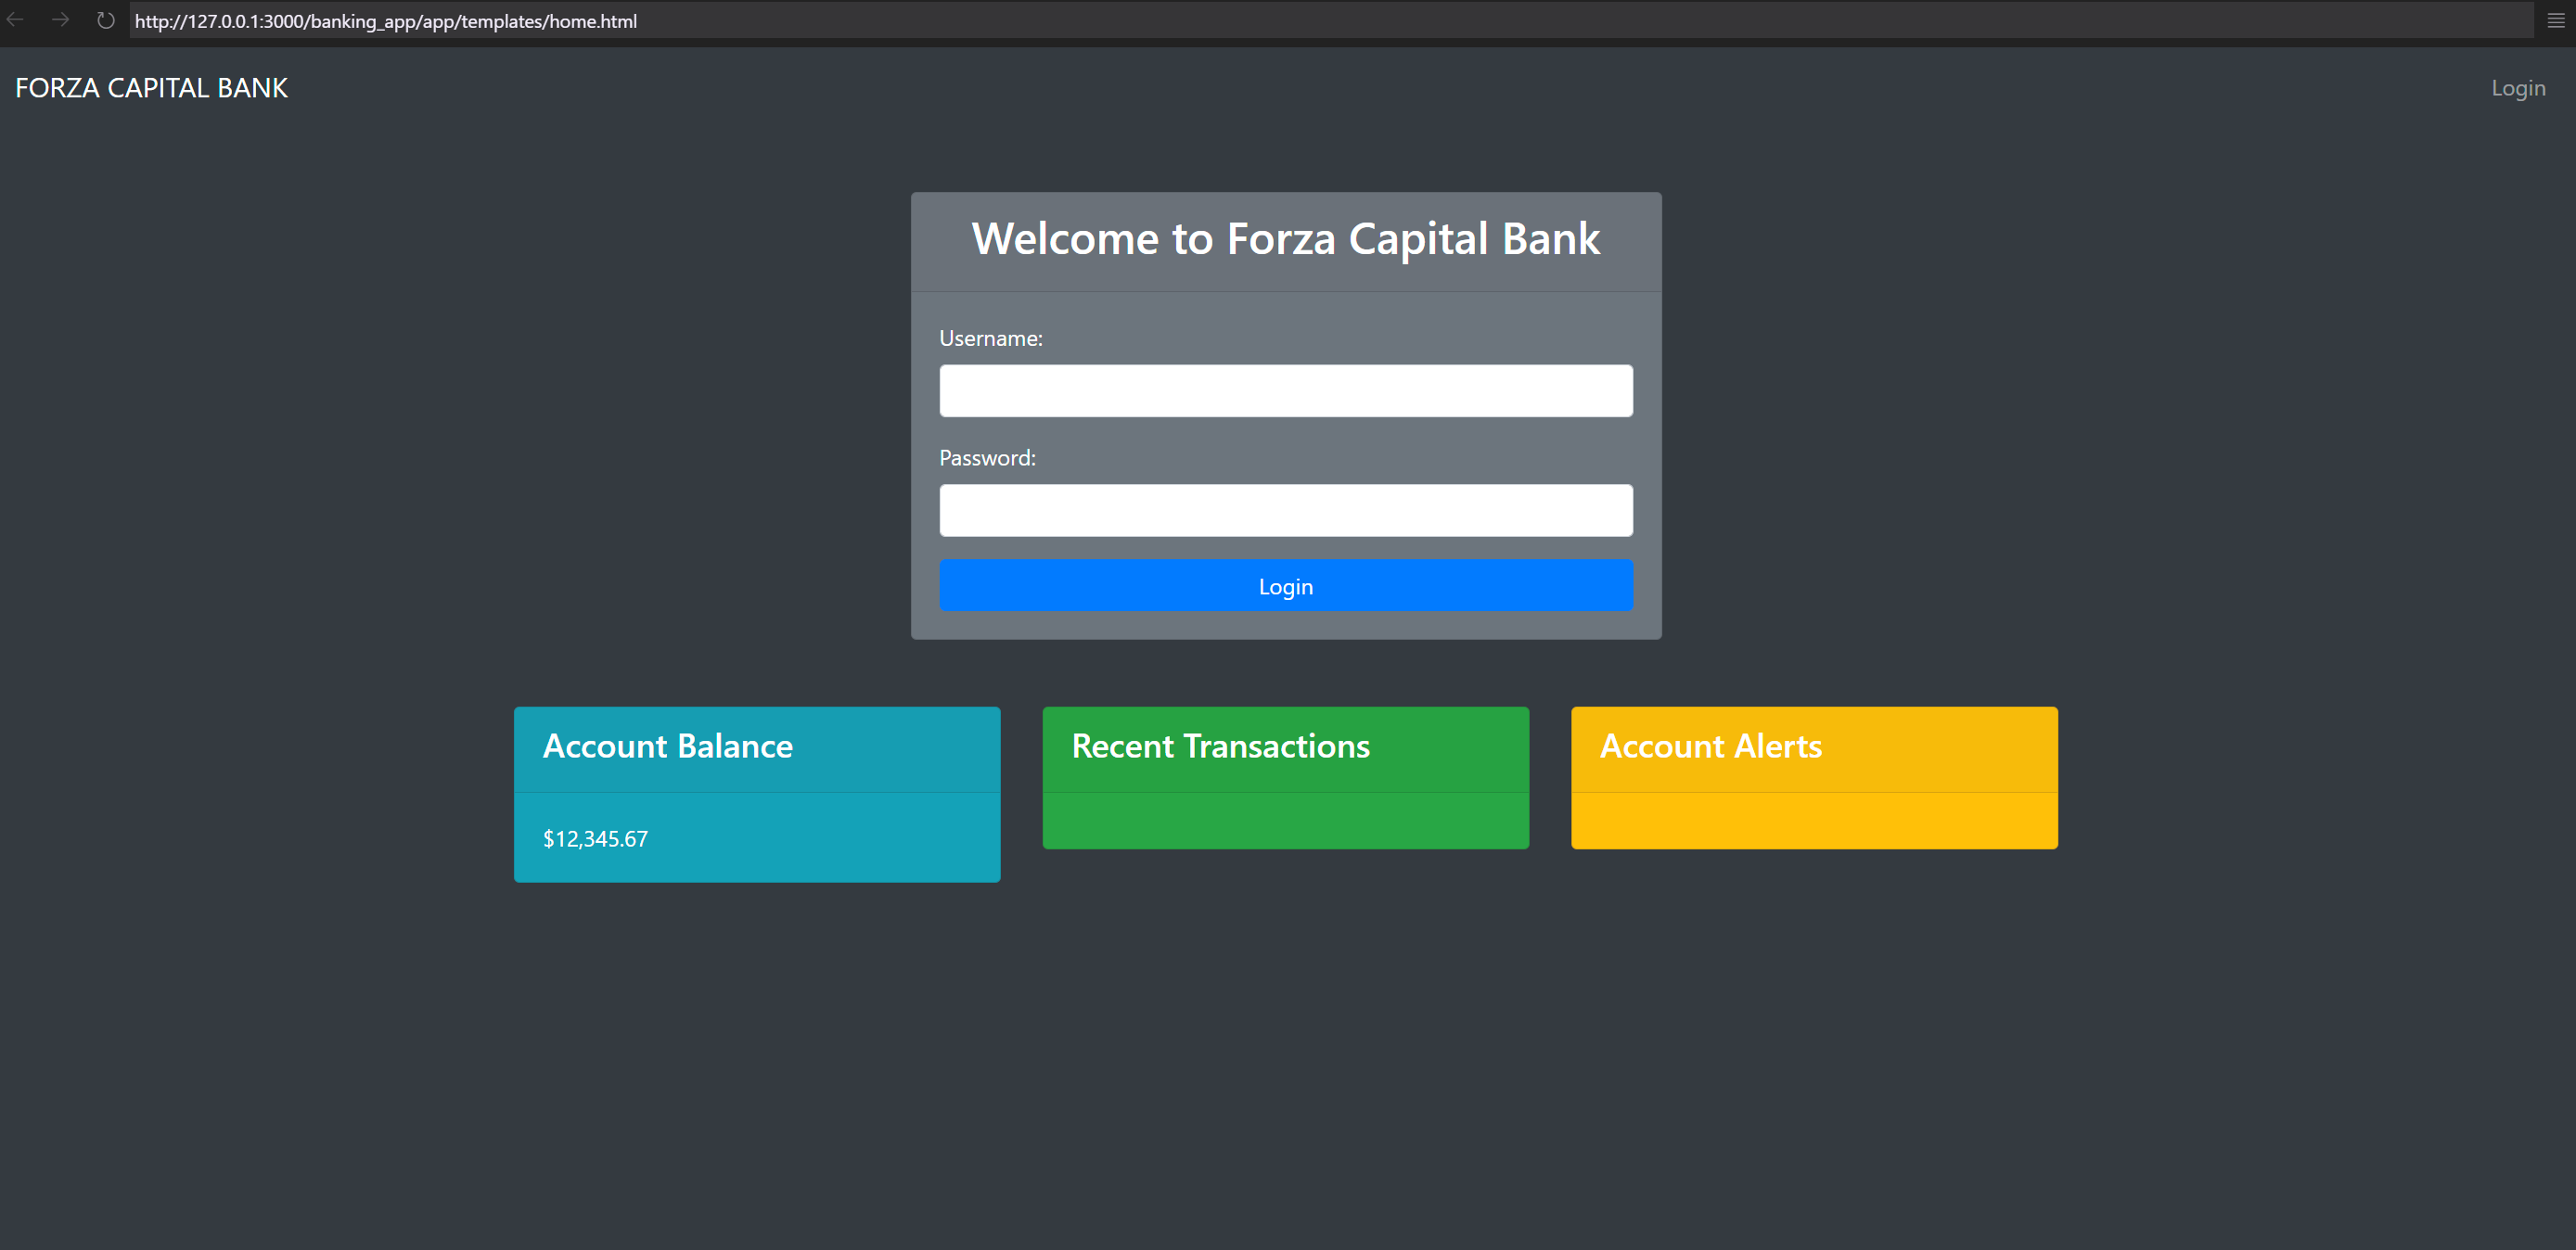 http://127.0.0.1:3000/banking_app/app/templates/home.html
FORZA CAPITAL BANK
Login
Welcome to Forza Capital Bank
Username:
Password:
Login
Account Balance
$12,345.67
Recent Transactions
Account Alerts